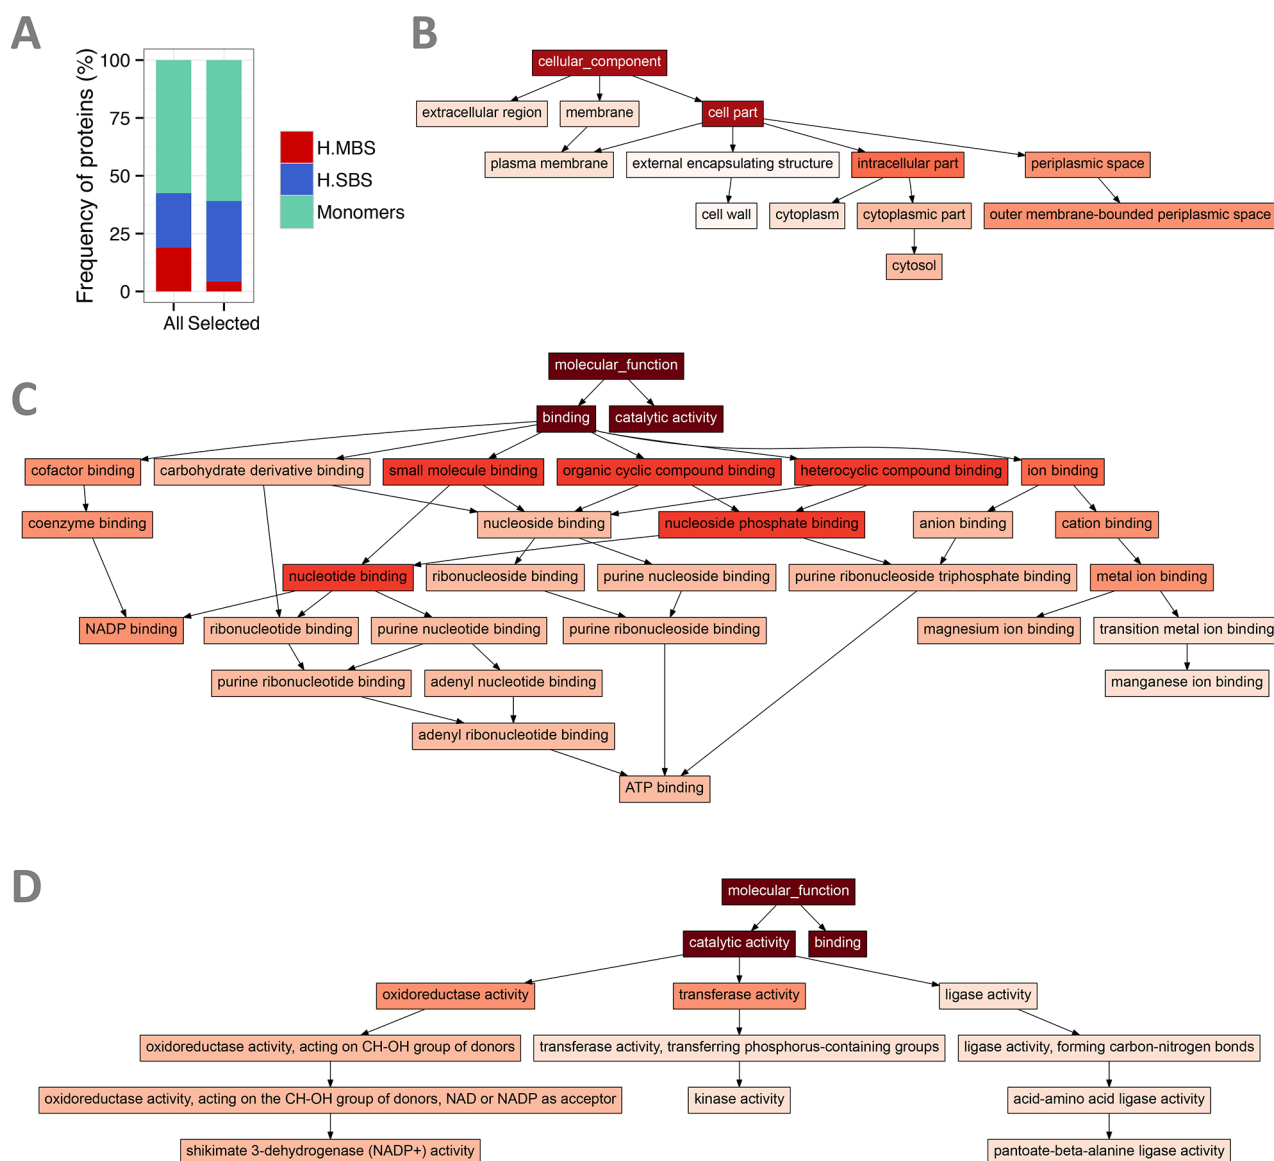 A
Frequency of proteins (%)
100
75
50
25
0
All Selected
H.MBS
H.SBS
Monomers
B
cellular_component
extracellular region
membrane
cell part
plasma membrane
external encapsulating structure
intracellular part
periplasmic space
cell wall
cytoplasm
cytoplasmic part
outer membrane-bounded periplasmic space
cytosol
C
molecular_function
binding
catalytic activity
cofactor binding
carbohydrate derivative binding
small molecule binding
organic cyclic compound binding
heterocyclic compound binding
ion binding
coenzyme binding
nucleoside binding
nucleoside phosphate binding
anion binding
cation binding
nucleotide binding
ribonucleoside binding
purine nucleoside binding
purine ribonucleoside triphosphate binding
metal ion binding
NADP binding
ribonucleotide binding
purine nucleotide binding
purine ribonucleoside binding
magnesium ion binding
transition metal ion binding
purine ribonucleotide binding
adenyl nucleotide binding
manganese ion binding
adenyl ribonucleotide binding
ATP binding
D
molecular_function
catalytic activity
binding
oxidoreductase activity
transferase activity
ligase activity
oxidoreductase activity, acting on CH-OH group of donors
transferase activity, transferring phosphorus-containing groups
ligase activity, forming carbon-nitrogen bonds
oxidoreductase activity, acting on the CH-OH group of donors, NAD or NADP as acceptor
kinase activity
acid-amino acid ligase activity
shikimate 3-dehydrogenase (NADP+) activity
pantoate-beta-alanine ligase activity